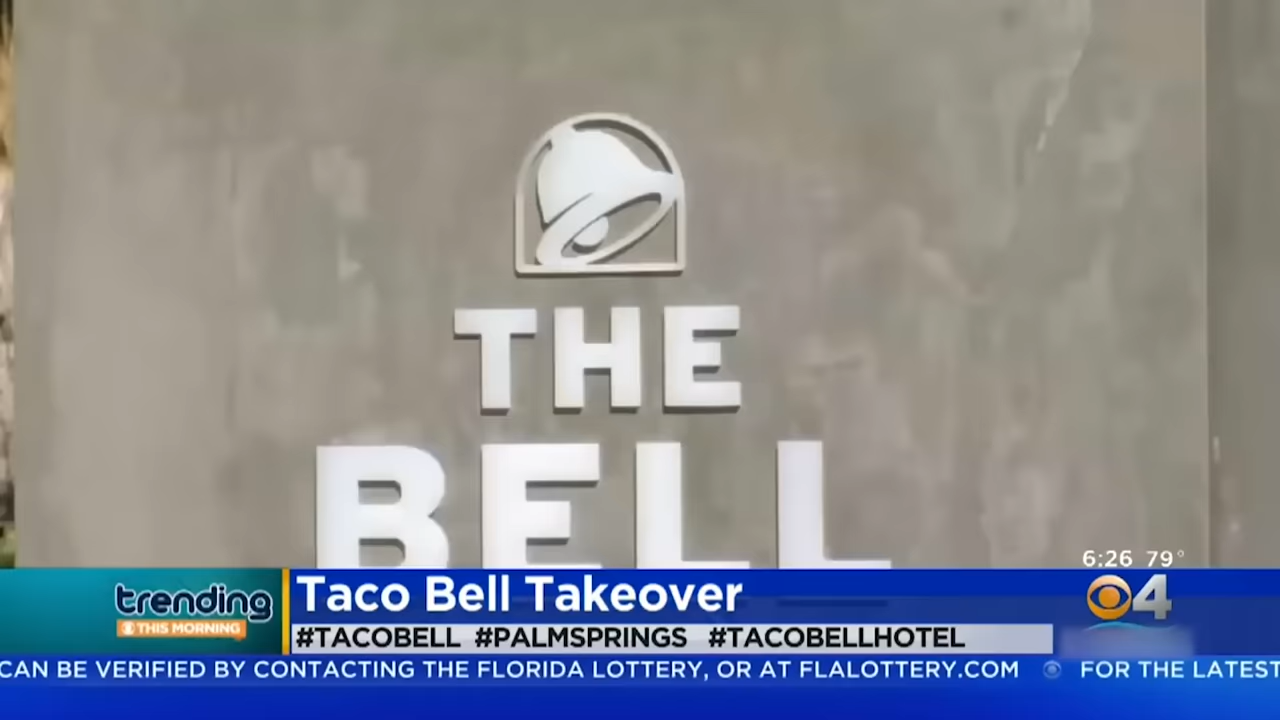 THE
BELL
6:26 79°
trending
THIS MORNING
Taco Bell Takeover
4
#TACOBELL #PALMSPRINGS #TACOBELLHOTEL
CAN BE VERIFIED BY CONTACTING THE FLORIDA LOTTERY, OR AT FLALOTTERY.COM FOR THE LATEST